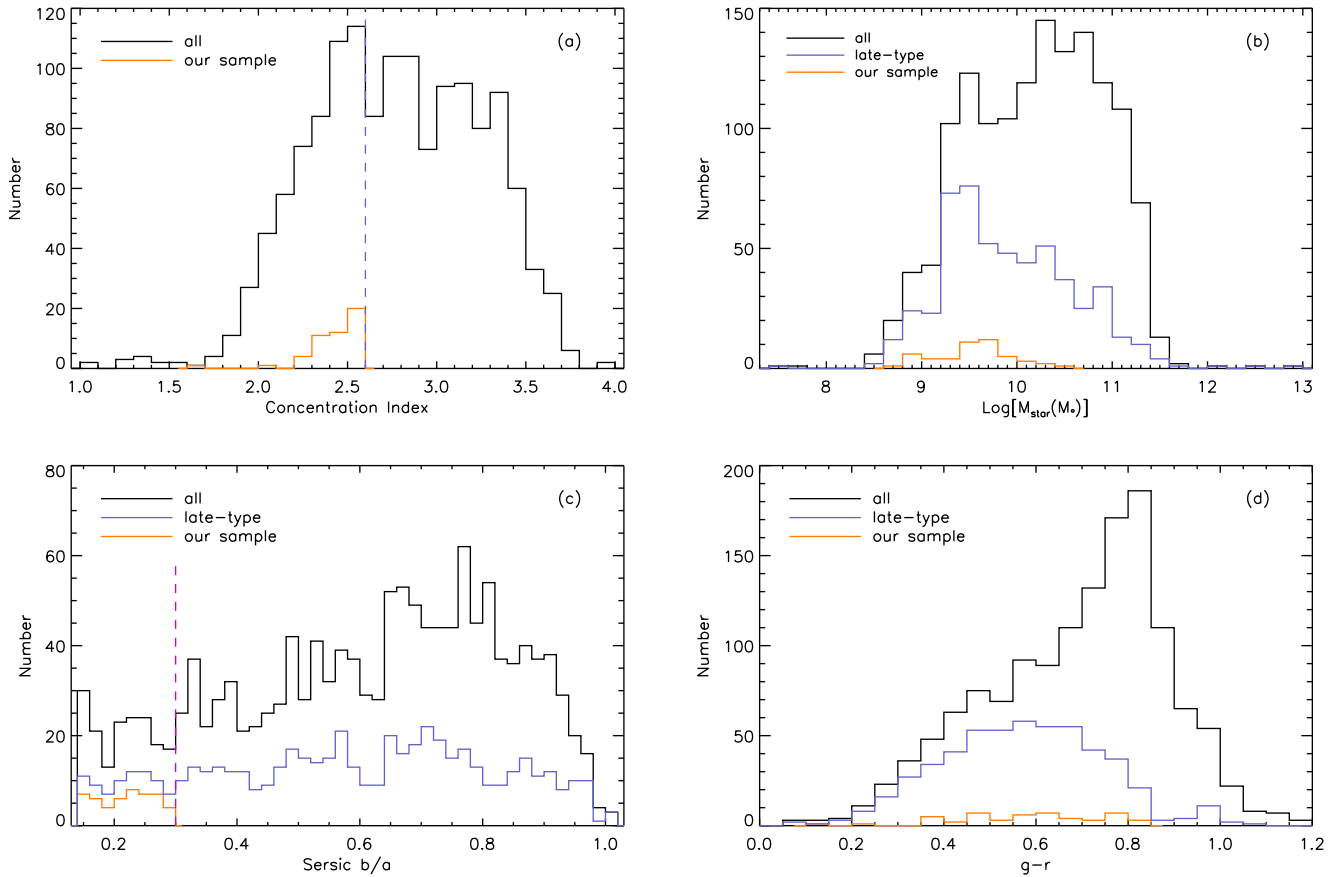 120
100
80
60
40
20
0
Number
all
our sample
(a)
1.0 1.5 2.0 2.5 3.0 3.5 4.0
Concentration Index
150
100
50
0
Number
all
late-type
our sample
(b)
8 9 10 11 12 13
Log[M_star(M_⊙)]
80
60
40
20
0
Number
all
late-type
our sample
(c)
0.2 0.4 0.6 0.8 1.0
Sersic b/a
200
150
100
50
0
Number
all
late-type
our sample
(d)
0.0 0.2 0.4 0.6 0.8 1.0 1.2
g-r